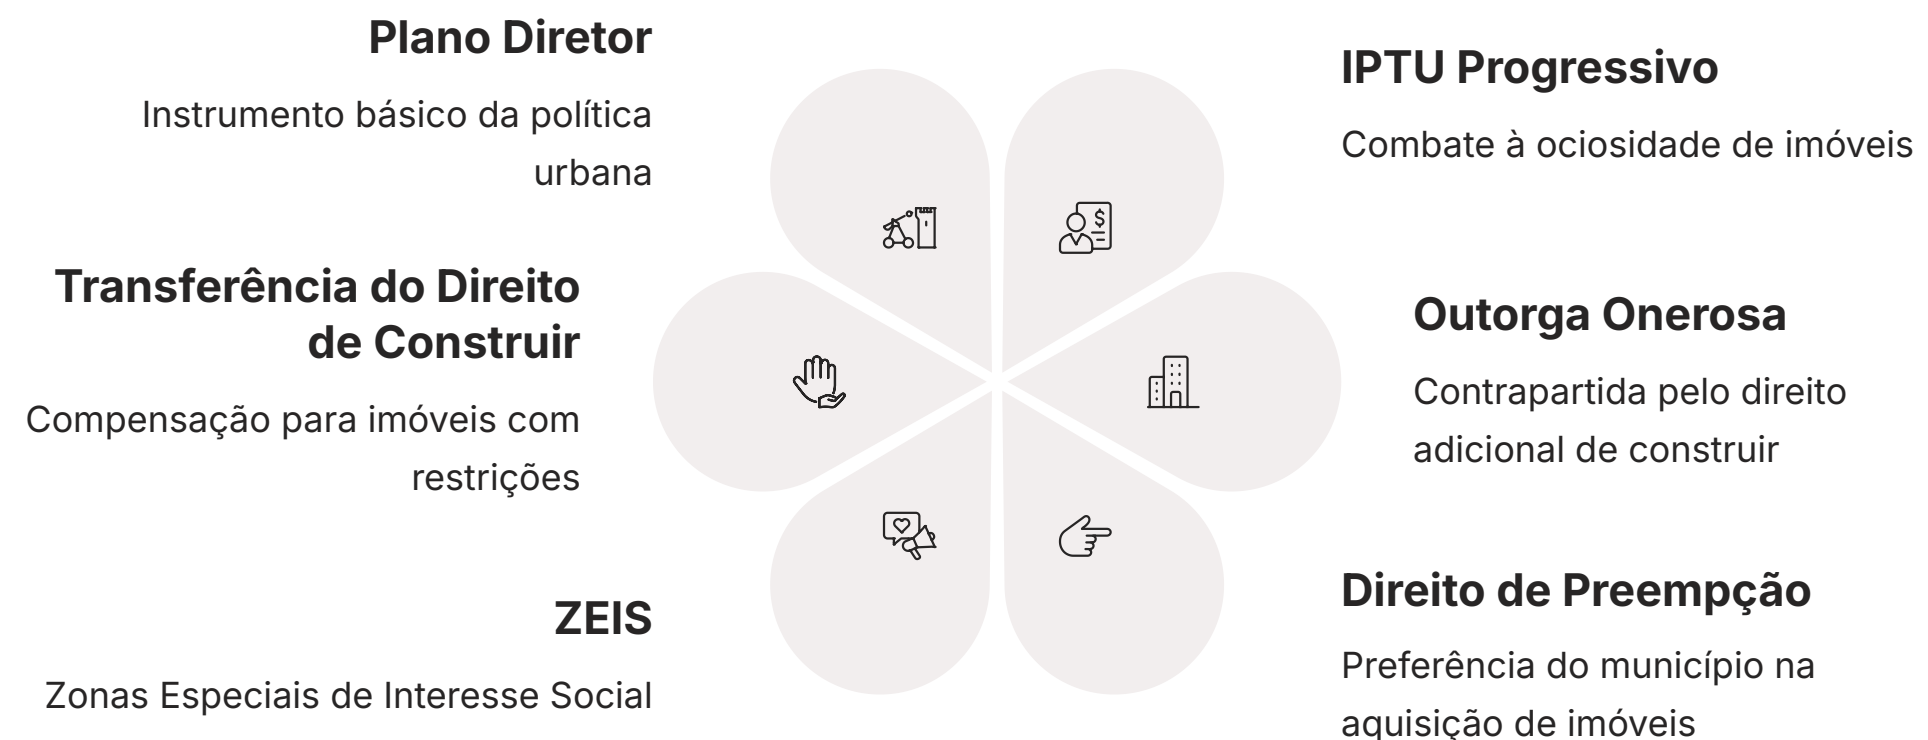 Plano Diretor
Instrumento básico da política
urbana
IPTU Progressivo
Combate à ociosidade de imóveis
Transferência do Direito
de Construir
Compensação para imóveis com
restrições
Outorga Onerosa
Contrapartida pelo direito
adicional de construir
ZEIS
Zonas Especiais de Interesse Social
Direito de Preempção
Preferência do município na
aquisição de imóveis